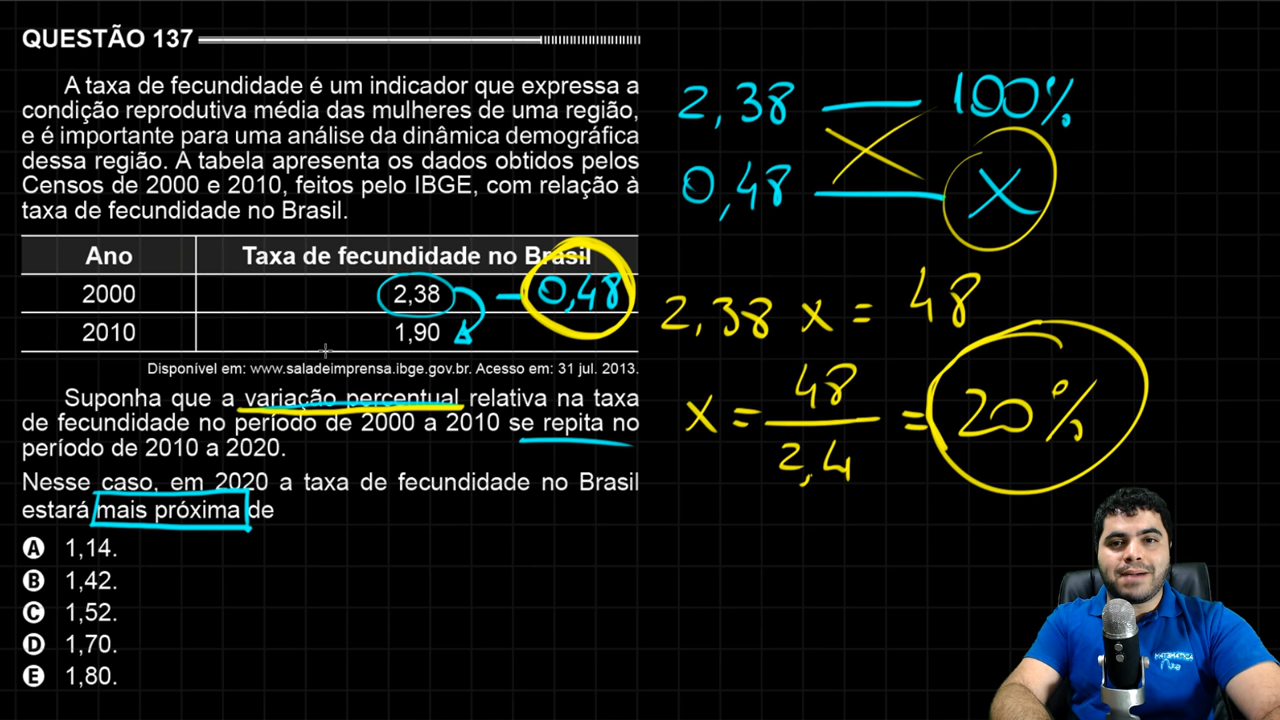 QUESTÃO 137
A taxa de fecundidade é um indicador que expressa a
condição reprodutiva média das mulheres de uma região,
e é importante para uma análise da dinâmica demográfica
dessa região. A tabela apresenta os dados obtidos pelos
Censos de 2000 e 2010, feitos pelo IBGE, com relação à
taxa de fecundidade no Brasil.
Ano Taxa de fecundidade no Brasil
2000 2,38 – 0,48
2010 1,90
Disponível em: www.saladeimprensa.ibge.gov.br. Acesso em: 31 jul. 2013.
Suponha que a variação percentual relativa na taxa
de fecundidade no período de 2000 a 2010 se repita no
período de 2010 a 2020.
Nesse caso, em 2020 a taxa de fecundidade no Brasil
estará mais próxima de
A 1,14.
B 1,42.
C 1,52.
D 1,70.
E 1,80.
2,38 — 100%
0,48 — X
2,38 x = 48
x = 48 / 2,4 = 20%
MATEMÁTICA